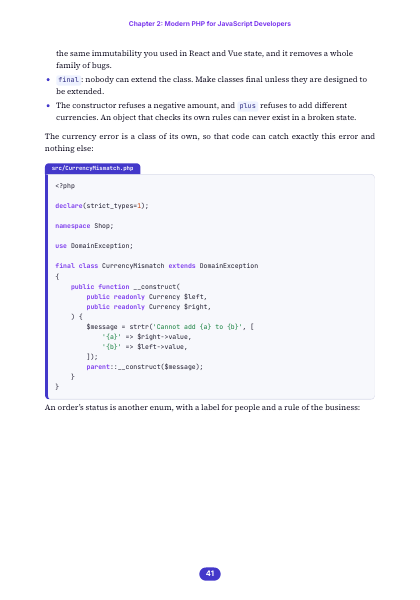 Chapter 2: Modern PHP for JavaScript Developers
the same immutability you used in React and Vue state, and it removes a whole
family of bugs.
• final: nobody can extend the class. Make classes final unless they are designed to
be extended.
• The constructor refuses a negative amount, and plus refuses to add different
currencies. An object that checks its own rules can never exist in a broken state.
The currency error is a class of its own, so that code can catch exactly this error and
nothing else:
src/CurrencyMismatch.php
<?php
declare(strict_types=1);
namespace Shop;
use DomainException;
final class CurrencyMismatch extends DomainException
{
    public function __construct(
        public readonly Currency $left,
        public readonly Currency $right,
    ) {
        $message = strtr('Cannot add {a} to {b}', [
            '{a}' => $right->value,
            '{b}' => $left->value,
        ]);
        parent::__construct($message);
    }
}
An order's status is another enum, with a label for people and a rule of the business:
41